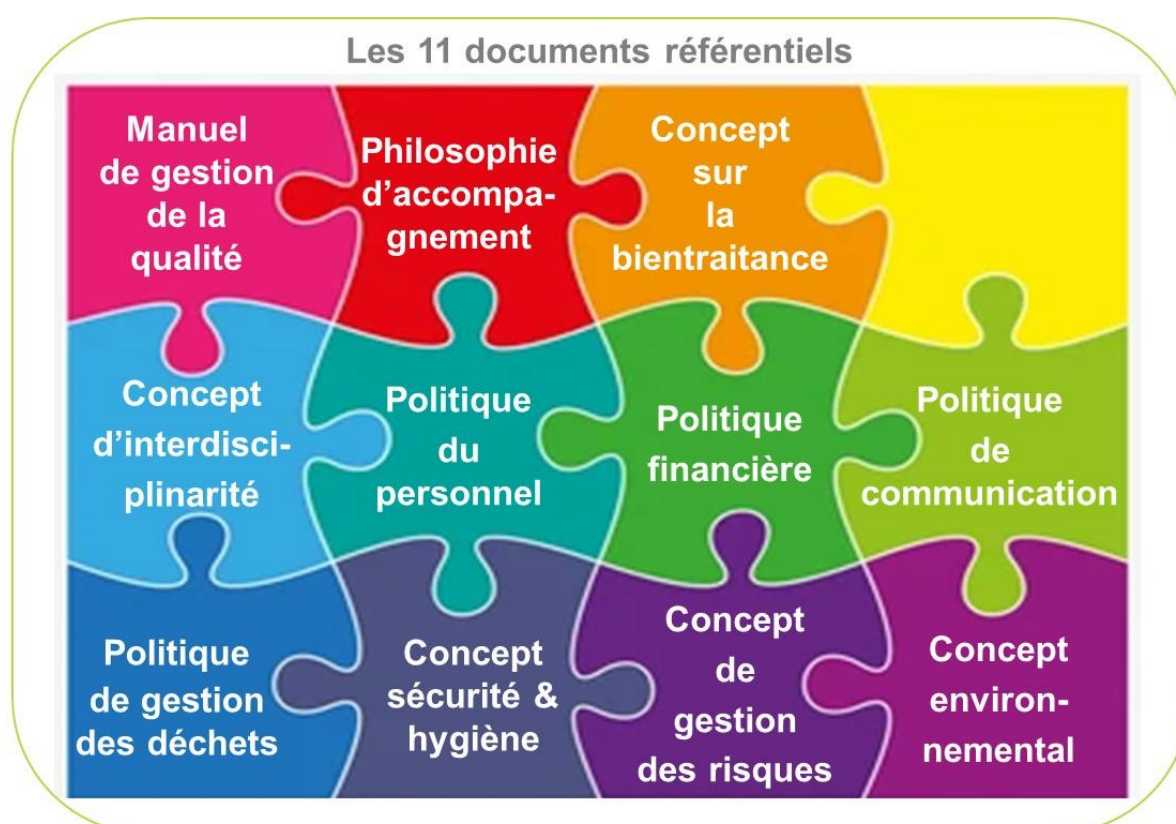 Les 11 documents référentiels
Manuel
de gestion
de la
qualité
Philosophie
d'accompa-
gnement
Concept
sur
la
bientraitance
Concept
d'interdisci-
plinarité
Politique
du
personnel
Politique
financière
Politique
de
communication
Politique
de gestion
des déchets
Concept
sécurité &
hygiène
Concept
de
gestion
des risques
Concept
environ-
nemental